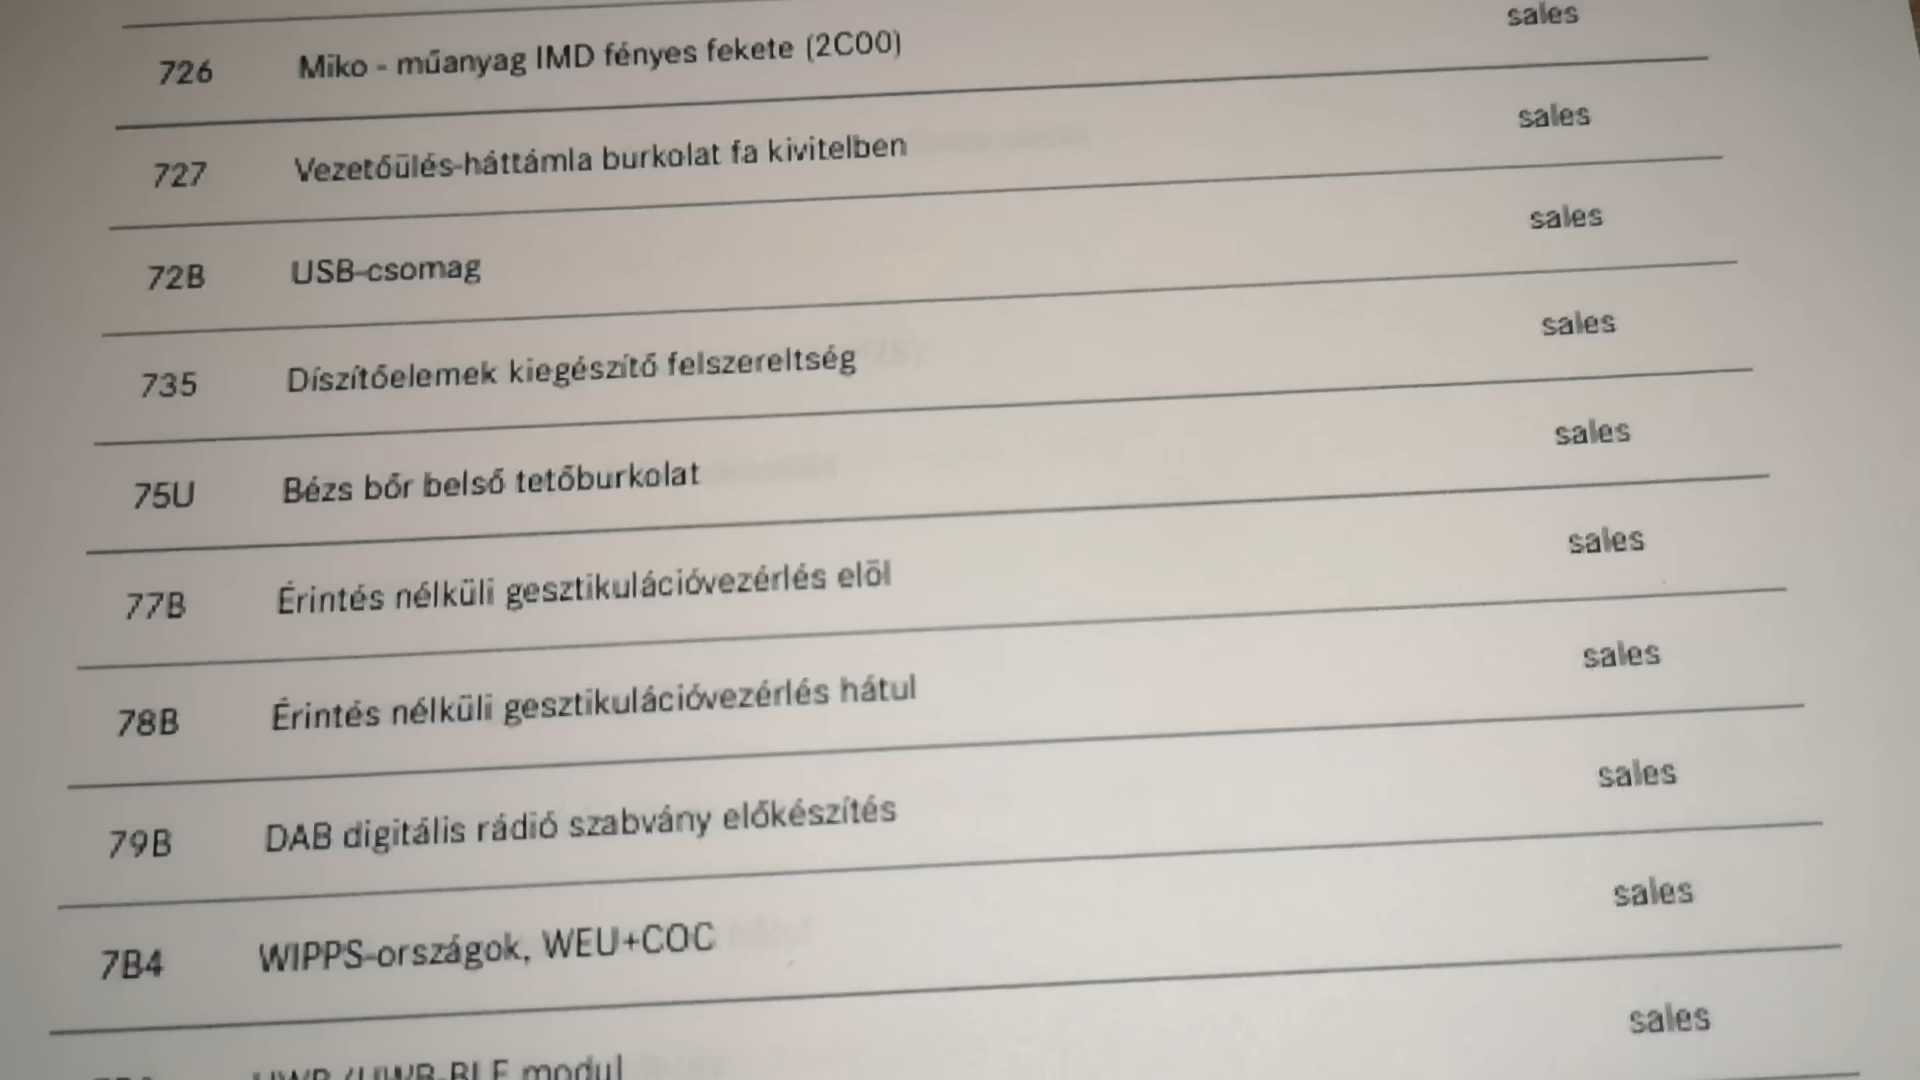 sales
726 Miko - műanyag IMD fényes fekete (2C00)
sales
727 Vezetőülés-háttámla burkolat fa kivitelben
sales
72B USB-csomag
sales
735 Díszítőelemek kiegészítő felszereltség
sales
75U Bézs bőr belső tetőburkolat
sales
77B Érintés nélküli gesztikulációvezérlés elöl
sales
78B Érintés nélküli gesztikulációvezérlés hátul
sales
79B DAB digitális rádió szabvány előkészítés
sales
7B4 WIPPS-országok, WEU+COC
sales
modul